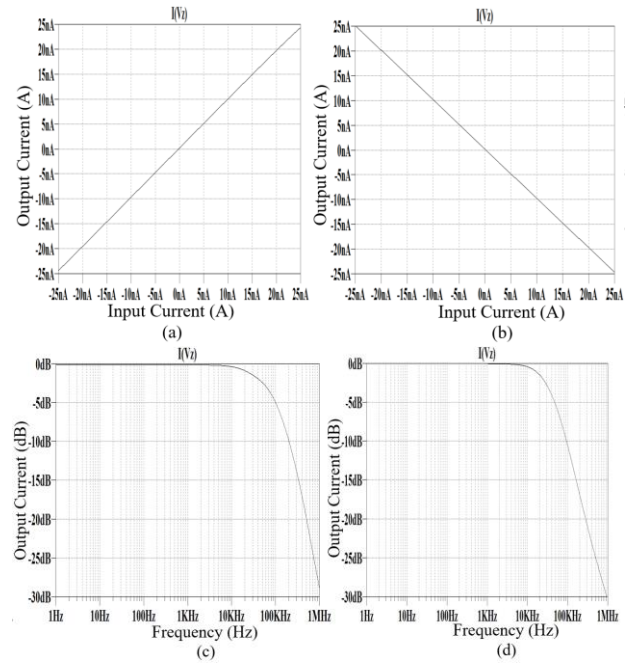 I(Vz)
25nA
20nA
15nA
10nA
5nA
0nA
-5nA
-10nA
-15nA
-20nA
-25nA
Output Current (A)
-25nA -20nA -15nA -10nA -5nA 0nA 5nA 10nA 15nA 20nA 25nA
Input Current (A)
(a)
I(Vz)
25nA
20nA
15nA
10nA
5nA
0nA
-5nA
-10nA
-15nA
-20nA
-25nA
Output Current (A)
-25nA -20nA -15nA -10nA -5nA 0nA 5nA 10nA 15nA 20nA 25nA
Input Current (A)
(b)
I(Vz)
0dB
-5dB
-10dB
-15dB
-20dB
-25dB
-30dB
Output Current (dB)
1Hz 10Hz 100Hz 1KHz 10KHz 100KHz 1MHz
Frequency (Hz)
(c)
I(Vz)
0dB
-5dB
-10dB
-15dB
-20dB
-25dB
-30dB
Output Current (dB)
1Hz 10Hz 100Hz 1KHz 10KHz 100KHz 1MHz
Frequency (Hz)
(d)